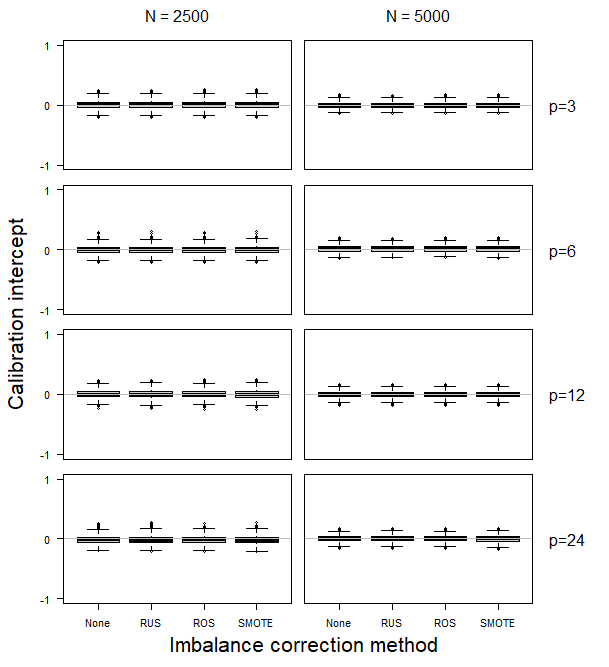 N = 2500 N = 5000
1
0
-1
p=3
1
0
-1
p=6
1
0
-1
p=12
1
0
-1
p=24
Calibration intercept
None RUS ROS SMOTE None RUS ROS SMOTE
Imbalance correction method